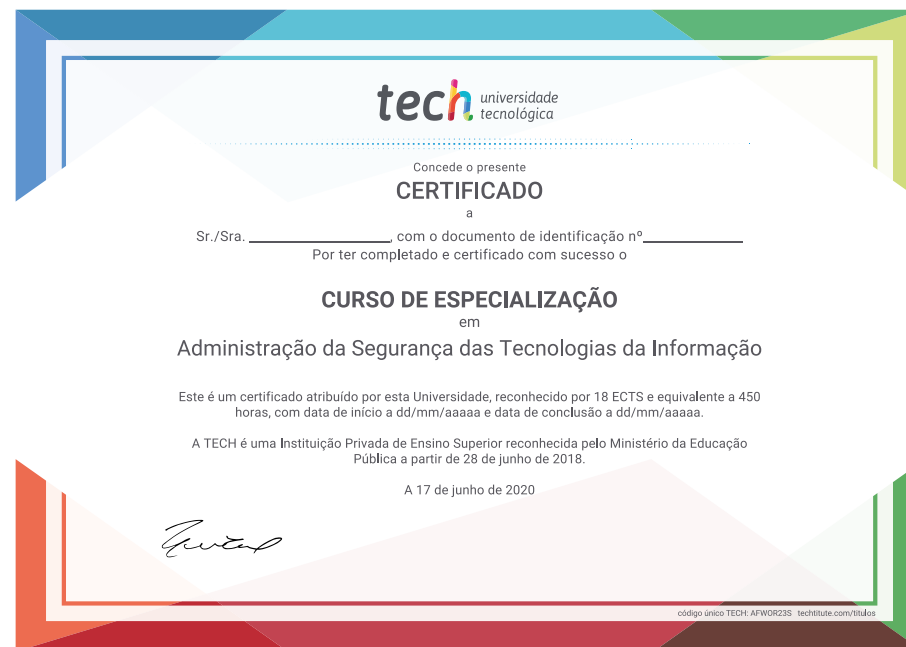 tech universidade
tecnológica
Concede o presente
CERTIFICADO
a
Sr./Sra. , com o documento de identificação nº
Por ter completado e certificado com sucesso o
CURSO DE ESPECIALIZAÇÃO
em
Administração da Segurança das Tecnologias da Informação
Este é um certificado atribuído por esta Universidade, reconhecido por 18 ECTS e equivalente a 450
horas, com data de início a dd/mm/aaaaa e data de conclusão a dd/mm/aaaaa.
A TECH é uma Instituição Privada de Ensino Superior reconhecida pelo Ministério da Educação
Pública a partir de 28 de junho de 2018.
A 17 de junho de 2020
código único TECH: AFWOR23S techtitute.com/titulos